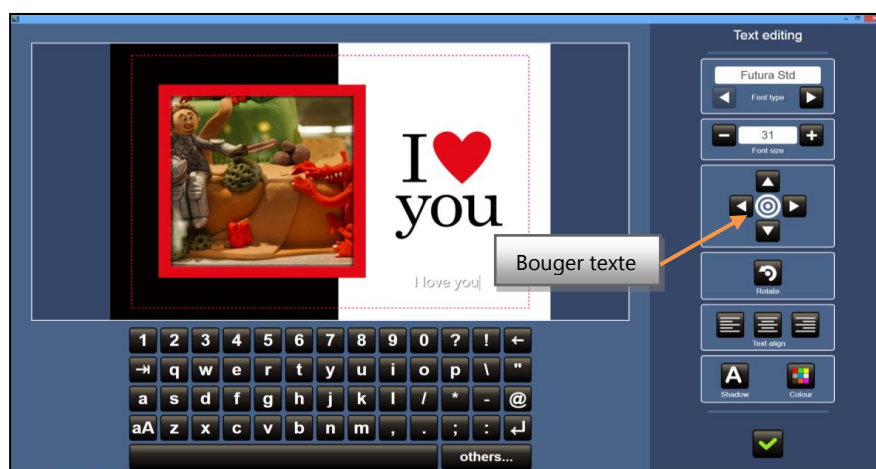 Text editing
Futura Std
Font type
31
Font size
I
you
Bouger texte
I love you
Rotate
Text align
A
Shadow
Colour
1 2 3 4 5 6 7 8 9 0 ? ! ←
⇥ q w e r t y u i o p \ "
a s d f g h j k l / * - @
aA z x c v b n m , . ; : ↵
others...